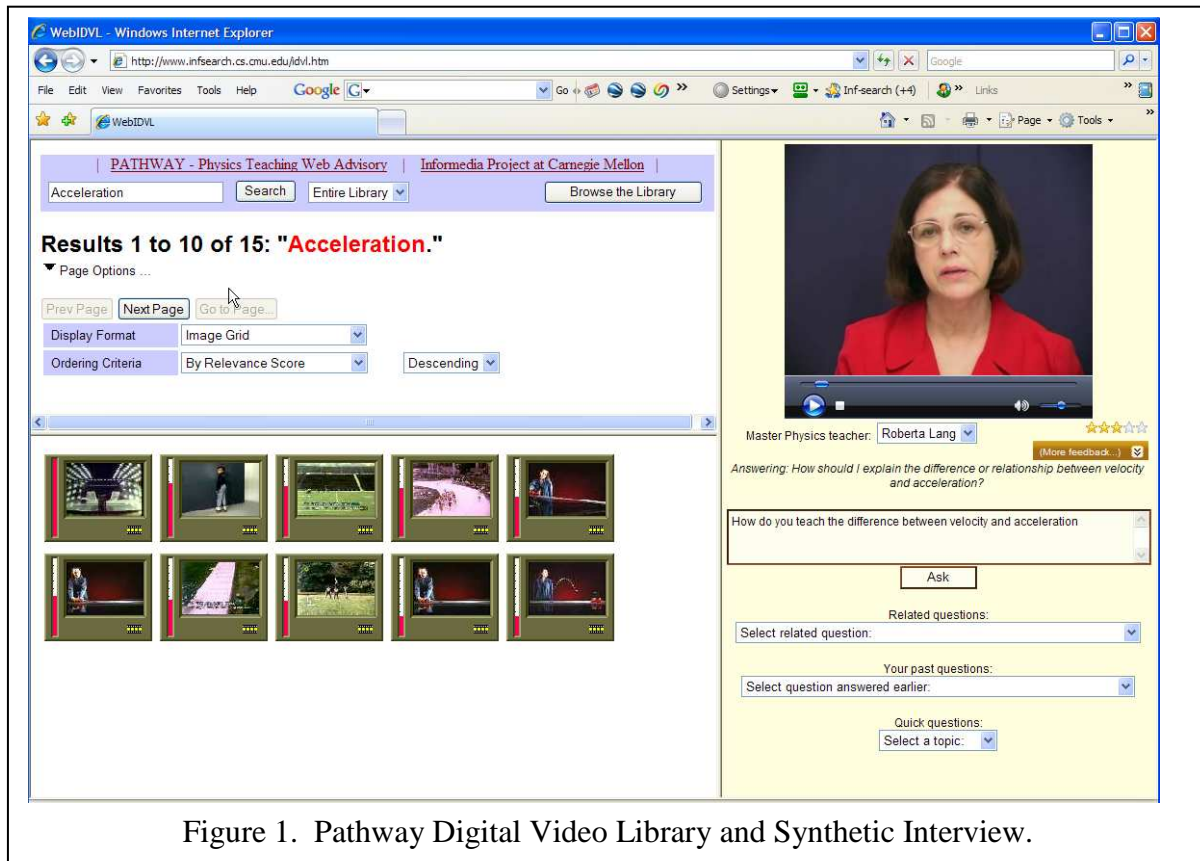 WebIDVL - Windows Internet Explorer
http://www.infsearch.cs.cmu.edu/idvl.htm
Google
File Edit View Favorites Tools Help Google G Go » Settings Inf-search (+4) » Links »
WebIDVL Page Tools »
| PATHWAY - Physics Teaching Web Advisory | Informedia Project at Carnegie Mellon |
Acceleration Search Entire Library Browse the Library
Results 1 to 10 of 15: "Acceleration."
Page Options ...
Prev Page Next Page Go to Page...
Display Format Image Grid
Ordering Criteria By Relevance Score Descending
Master Physics teacher: Roberta Lang
(More feedback...)
Answering: How should I explain the difference or relationship between velocity
and acceleration?
How do you teach the difference between velocity and acceleration
Ask
Related questions:
Select related question:
Your past questions:
Select question answered earlier:
Quick questions:
Select a topic:
Figure 1. Pathway Digital Video Library and Synthetic Interview.